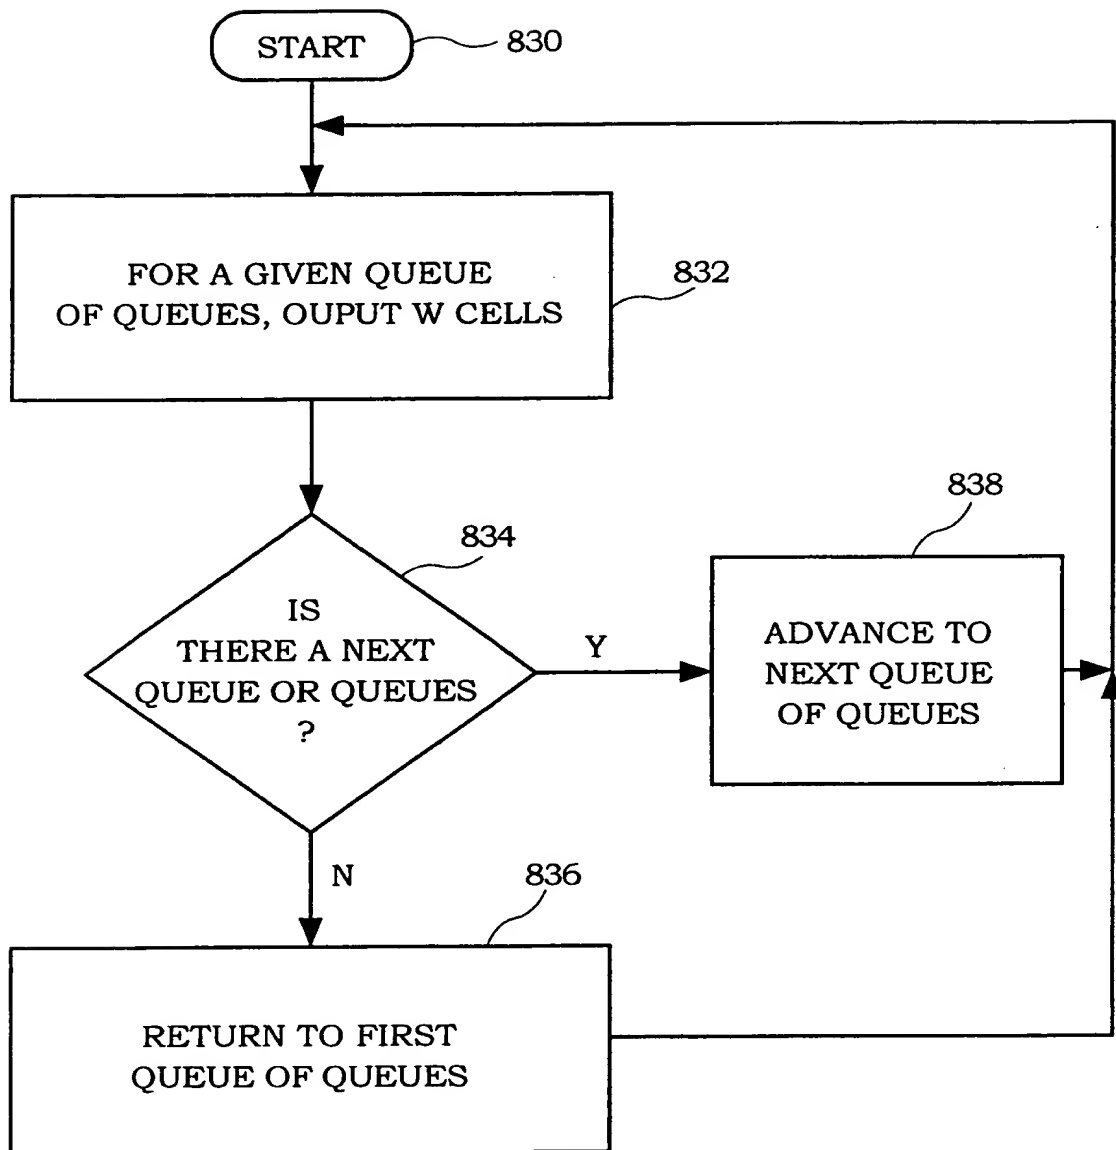 START
830
FOR A GIVEN QUEUE
OF QUEUES, OUPUT W CELLS
832
834
IS
THERE A NEXT
QUEUE OR QUEUES
?
Y
838
ADVANCE TO
NEXT QUEUE
OF QUEUES
N
836
RETURN TO FIRST
QUEUE OF QUEUES